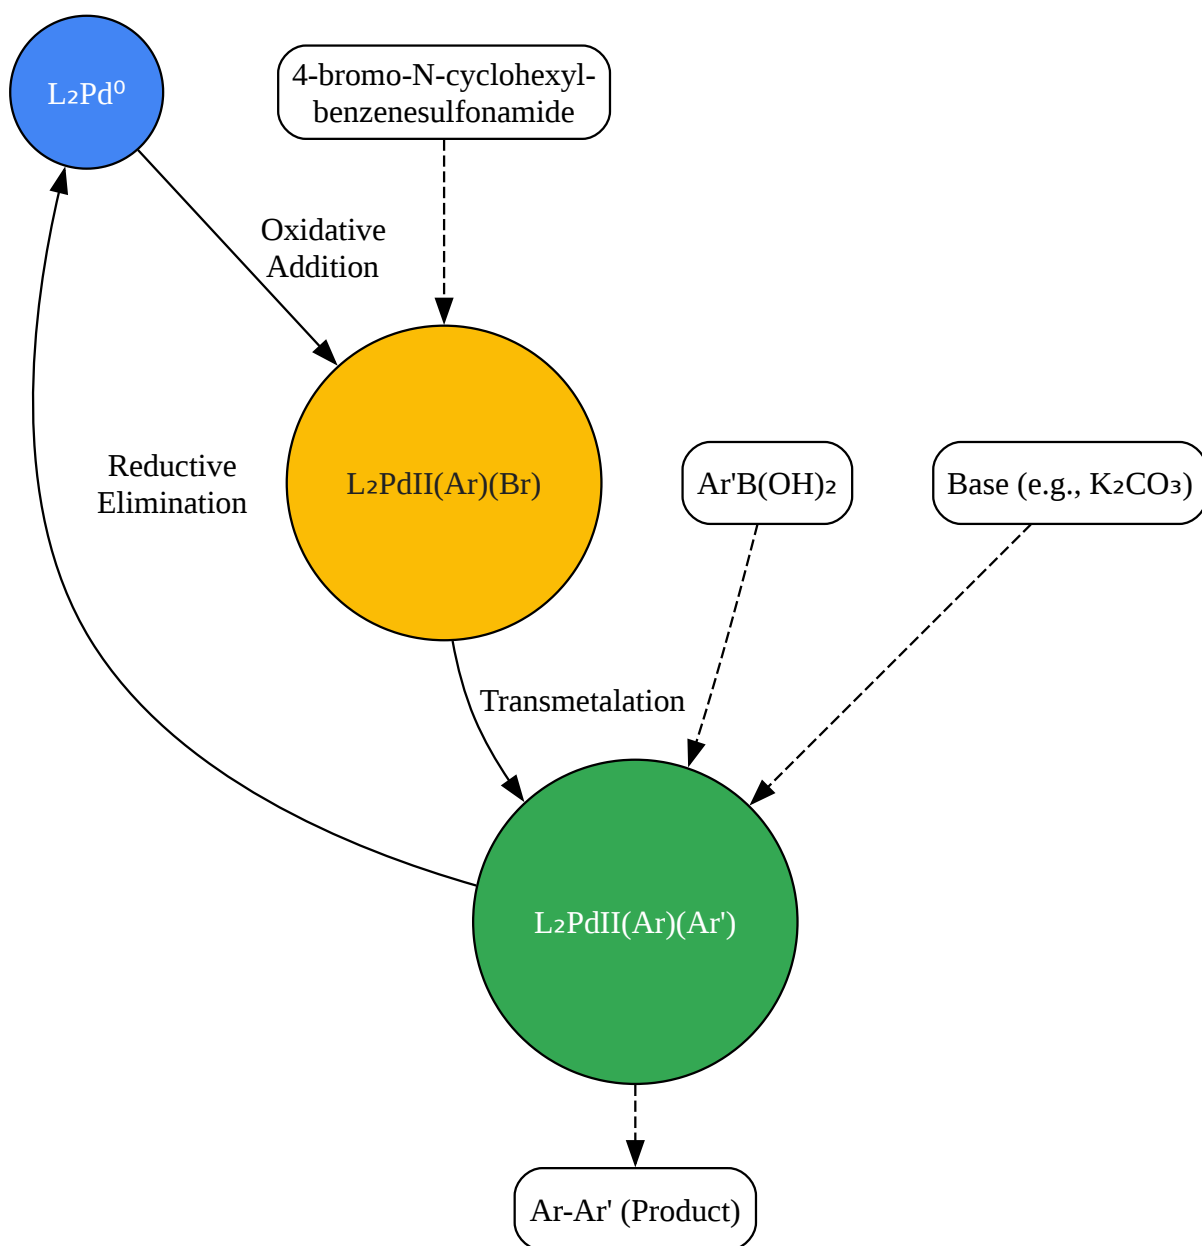 L₂Pd⁰
4-bromo-N-cyclohexyl-
benzenesulfonamide
Oxidative
Addition
Reductive
Elimination
L₂PdII(Ar)(Br)
Ar'B(OH)₂
Base (e.g., K₂CO₃)
Transmetalation
L₂PdII(Ar)(Ar')
Ar-Ar' (Product)